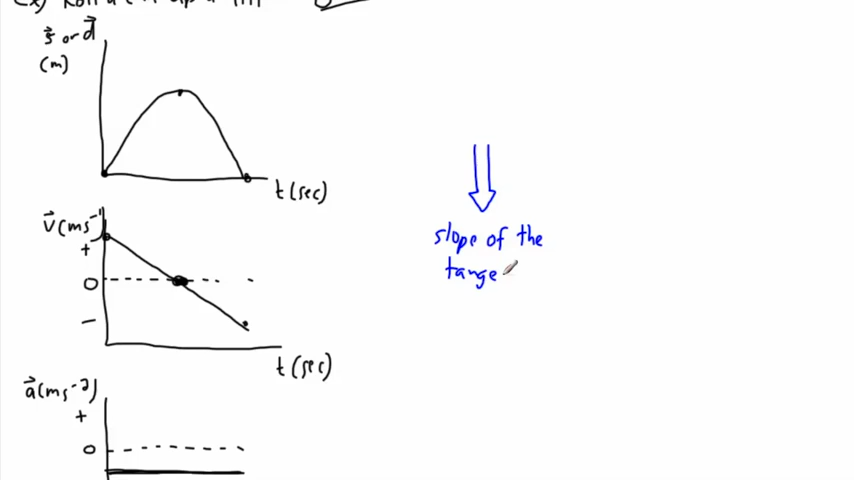 s⃗ or d⃗
(m)
t(sec)
v⃗(ms⁻¹)
+
0
−
t(sec)
a⃗(ms⁻²)
+
0
slope of the
tange